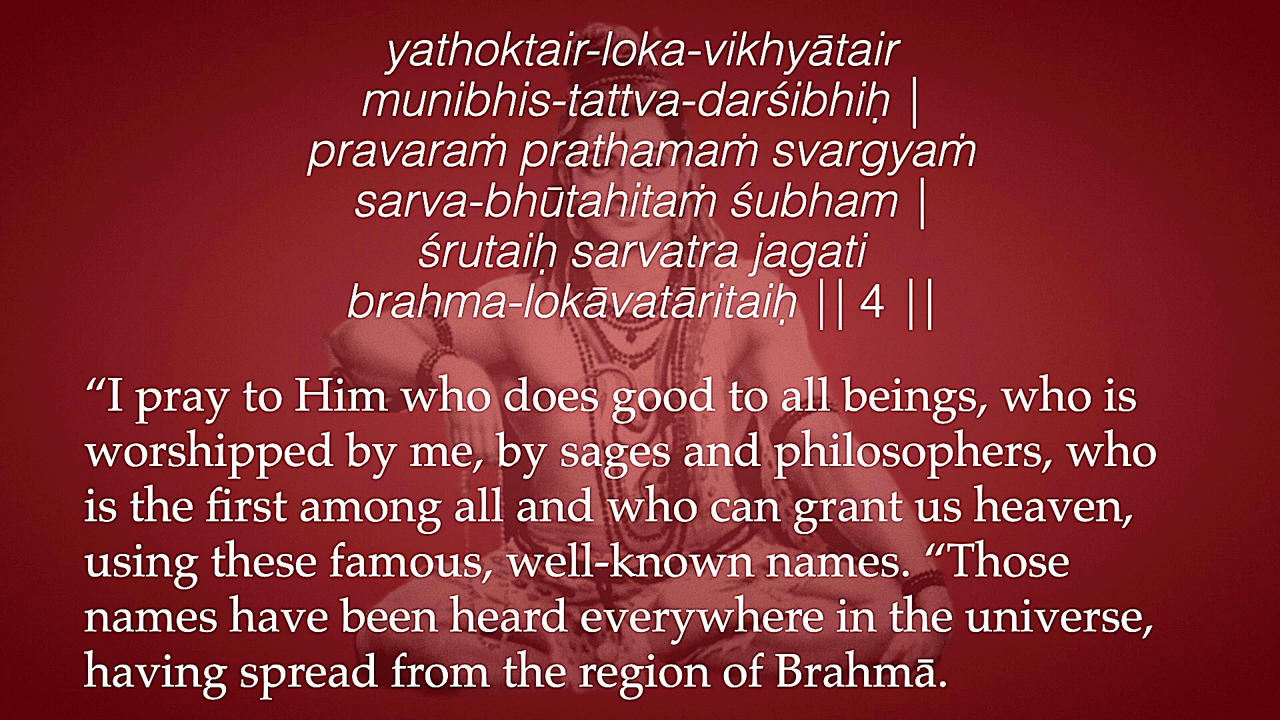 yathoktair-loka-vikhyātair
munibhis-tattva-darśibhiḥ |
pravaraṁ prathamaṁ svargyaṁ
sarva-bhūtahitaṁ śubham |
śrutaiḥ sarvatra jagati
brahma-lokāvatāritaiḥ || 4 ||
“I pray to Him who does good to all beings, who is
worshipped by me, by sages and philosophers, who
is the first among all and who can grant us heaven,
using these famous, well-known names. “Those
names have been heard everywhere in the universe,
having spread from the region of Brahmā.